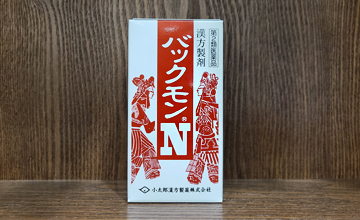 第2類医薬品
漢方製剤
バックモン®
N
小太郎漢方製薬株式会社